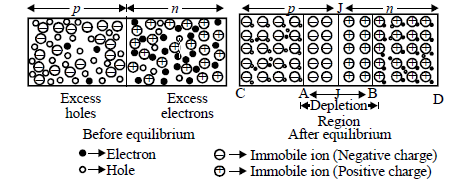 p n
p J n
C A J B D
Depletion
Region
Excess holes
Excess electrons
Before equilibrium
After equilibrium
Electron
Hole
Immobile ion (Negative charge)
Immobile ion (Positive charge)